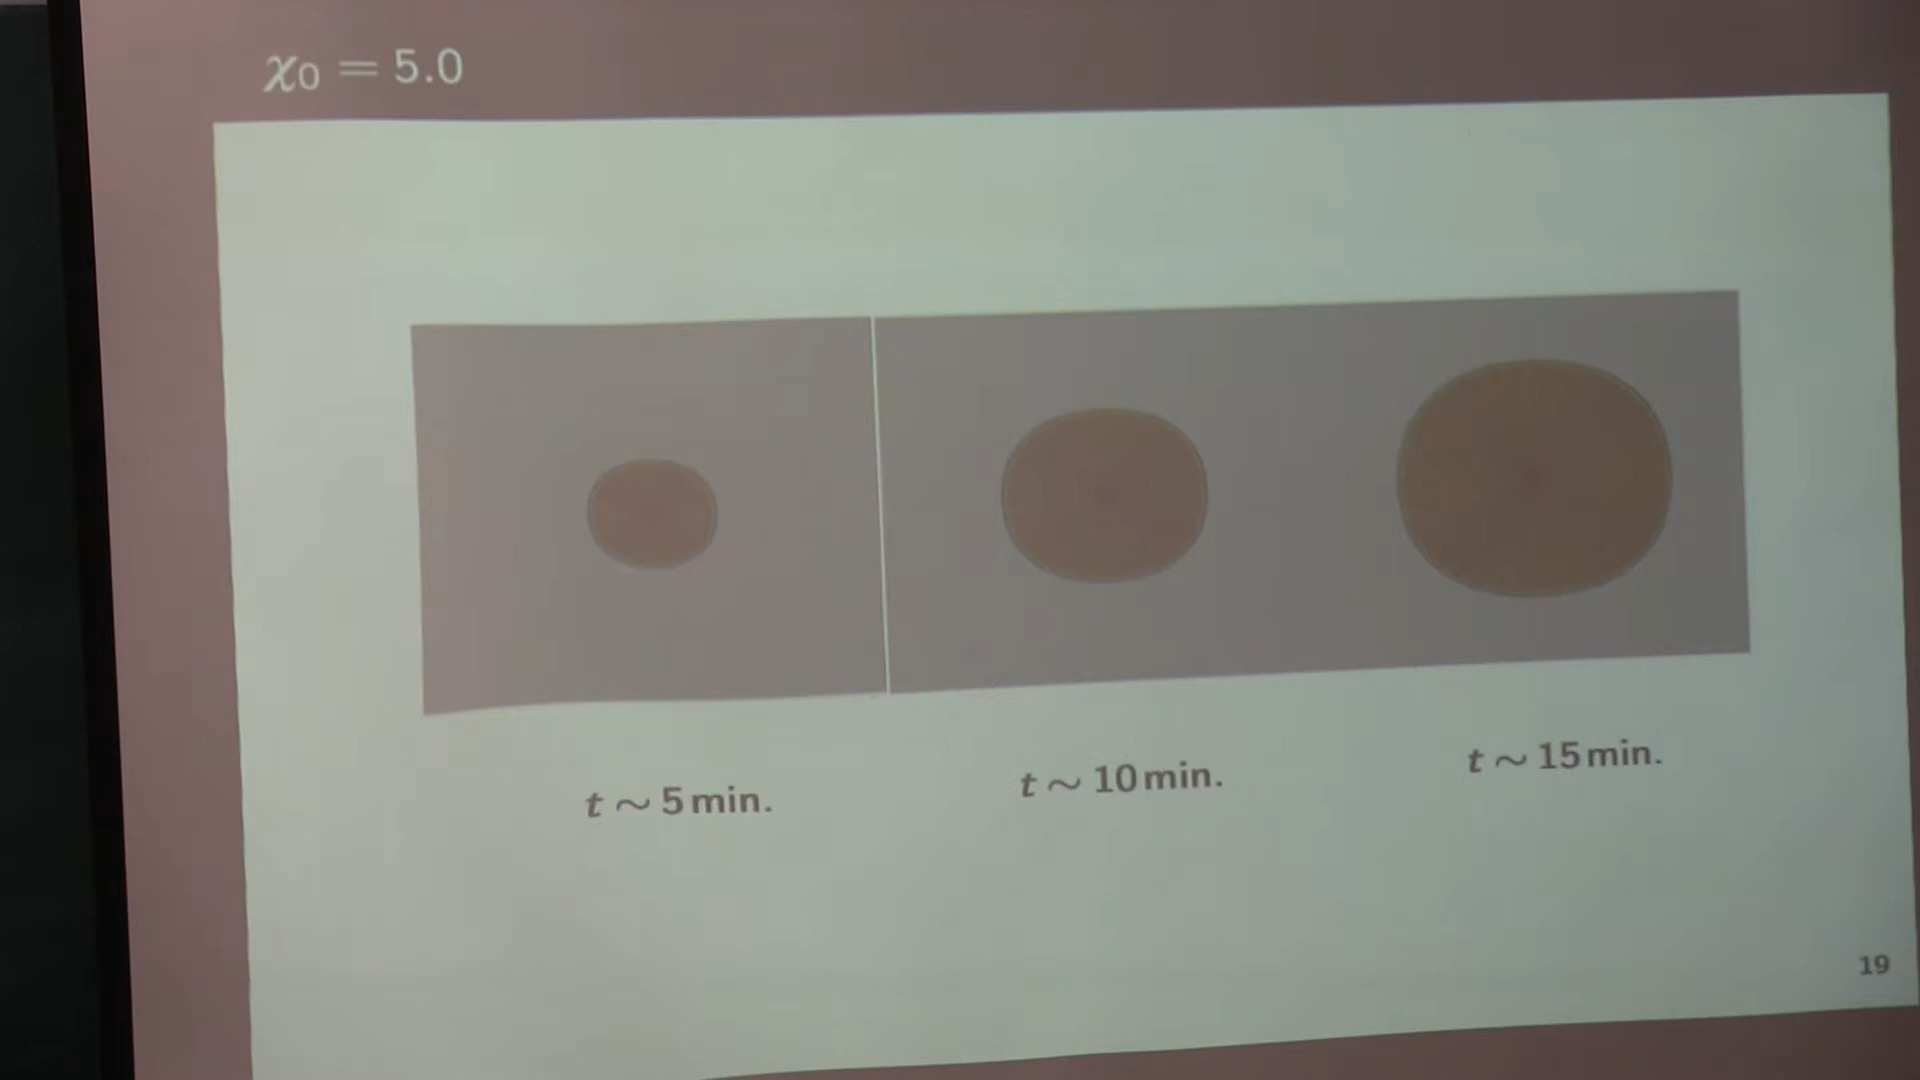 χ₀ = 5.0
t ∼ 5 min.
t ∼ 10 min.
t ∼ 15 min.
19